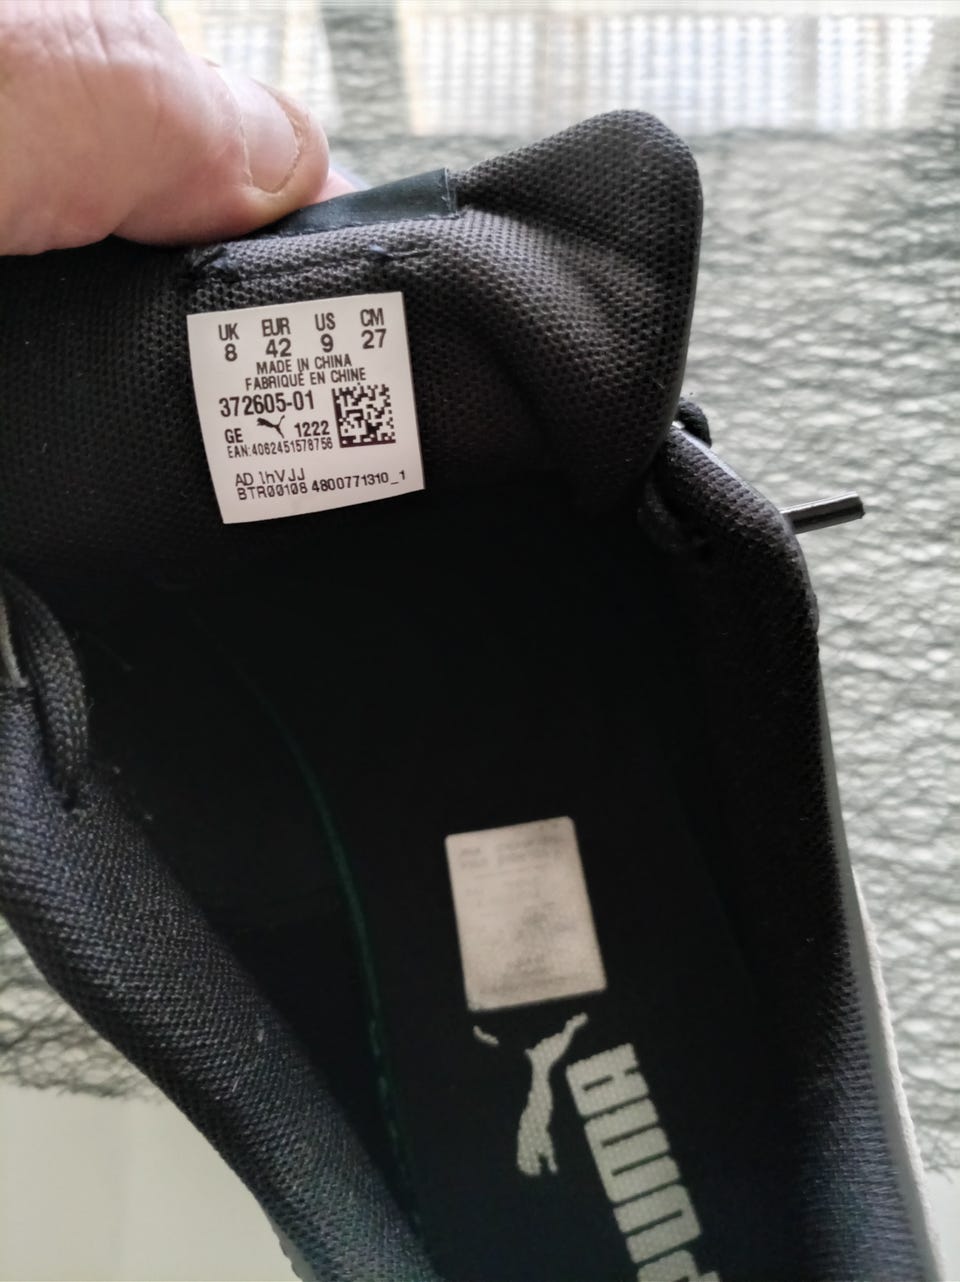 UK EUR US CM
8 42 9 27
MADE IN CHINA
FABRIQUÉ EN CHINE
372605-01
GE 1222
EAN:4062451578756
AD 1hVJJ
BTR00108 4800771310_1
PUMA